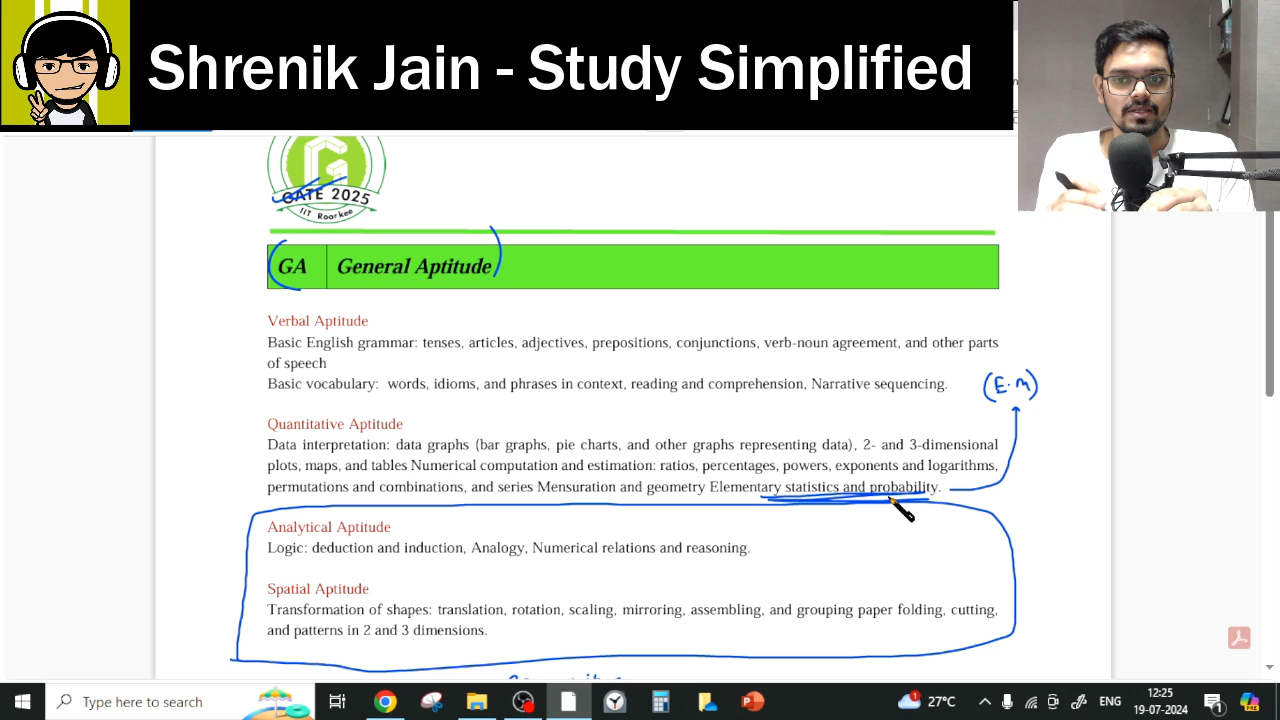 Shrenik Jain - Study Simplified
GATE 2025
IIT Roorkee
GA General Aptitude
Verbal Aptitude
Basic English grammar: tenses, articles, adjectives, prepositions, conjunctions, verb-noun agreement, and other parts
of speech
Basic vocabulary: words, idioms, and phrases in context, reading and comprehension, Narrative sequencing.
(E.M)
Quantitative Aptitude
Data interpretation: data graphs (bar graphs, pie charts, and other graphs representing data), 2- and 3-dimensional
plots, maps, and tables Numerical computation and estimation: ratios, percentages, powers, exponents and logarithms,
permutations and combinations, and series Mensuration and geometry Elementary statistics and probability.
Analytical Aptitude
Logic: deduction and induction, Analogy, Numerical relations and reasoning.
Spatial Aptitude
Transformation of shapes: translation, rotation, scaling, mirroring, assembling, and grouping paper folding, cutting,
and patterns in 2 and 3 dimensions.
Type here to search
1
27°C
ENG
12:25
19-07-2024
1